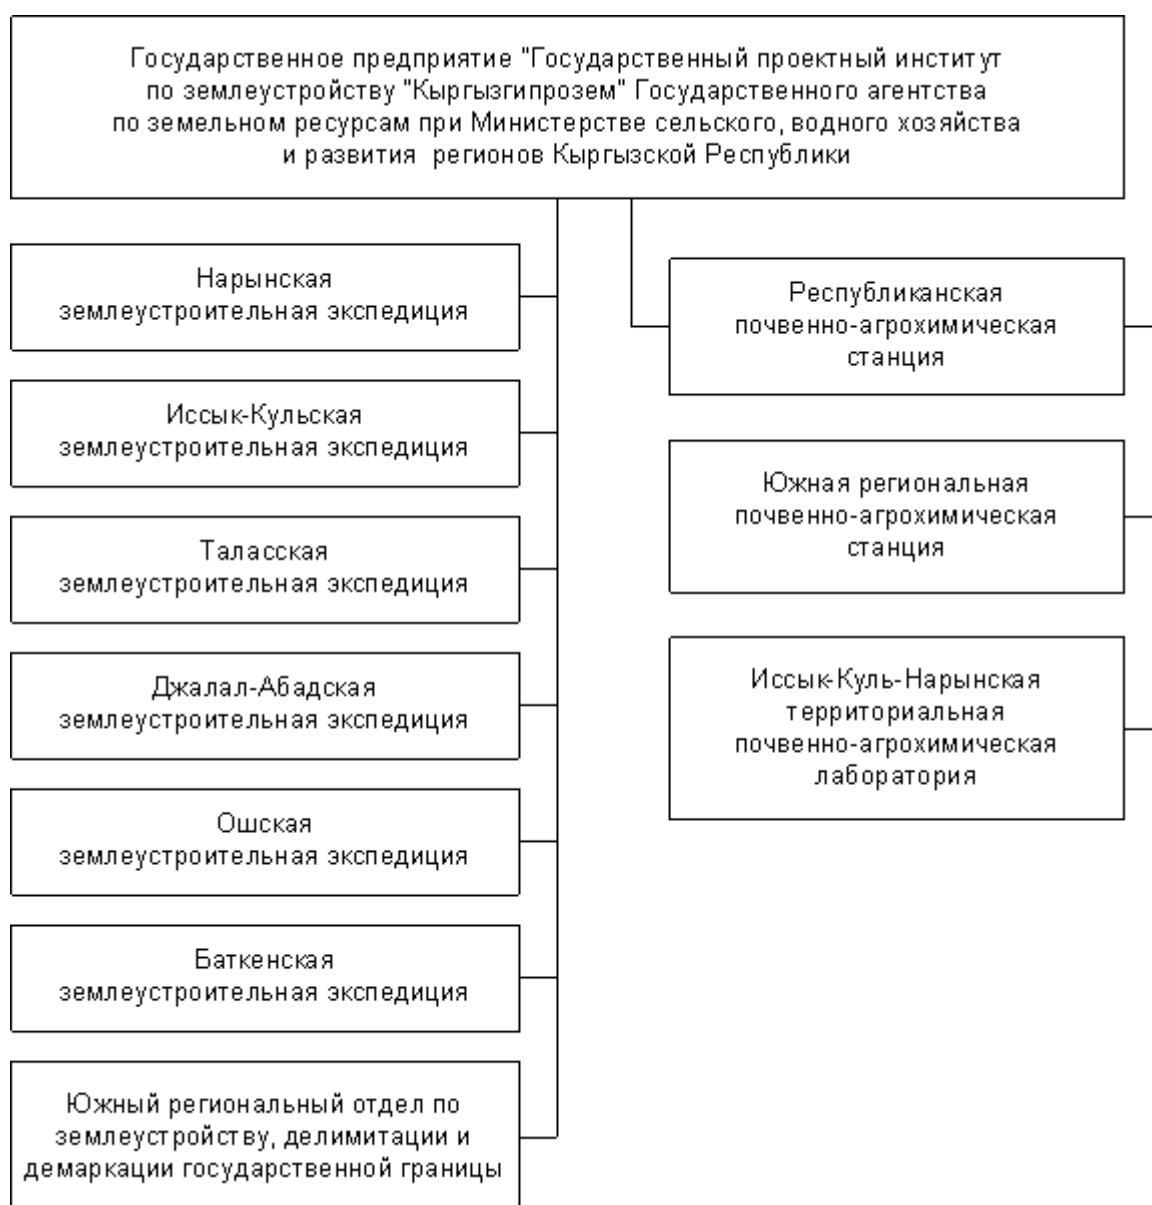 Государственное предприятие "Государственный проектный институт
по землеустройству "Кыргызгипрозем" Государственного агентства
по земельном ресурсам при Министерстве сельского, водного хозяйства
и развития регионов Кыргызской Республики
Нарынская
землеустроительная экспедиция
Иссык-Кульская
землеустроительная экспедиция
Таласская
землеустроительная экспедиция
Джалал-Абадская
землеустроительная экспедиция
Ошская
землеустроительная экспедиция
Баткенская
землеустроительная экспедиция
Южный региональный отдел по
землеустройству, делимитации и
демаркации государственной границы
Республиканская
почвенно-агрохимическая
станция
Южная региональная
почвенно-агрохимическая
станция
Иссык-Куль-Нарынская
территориальная
почвенно-агрохимическая
лаборатория